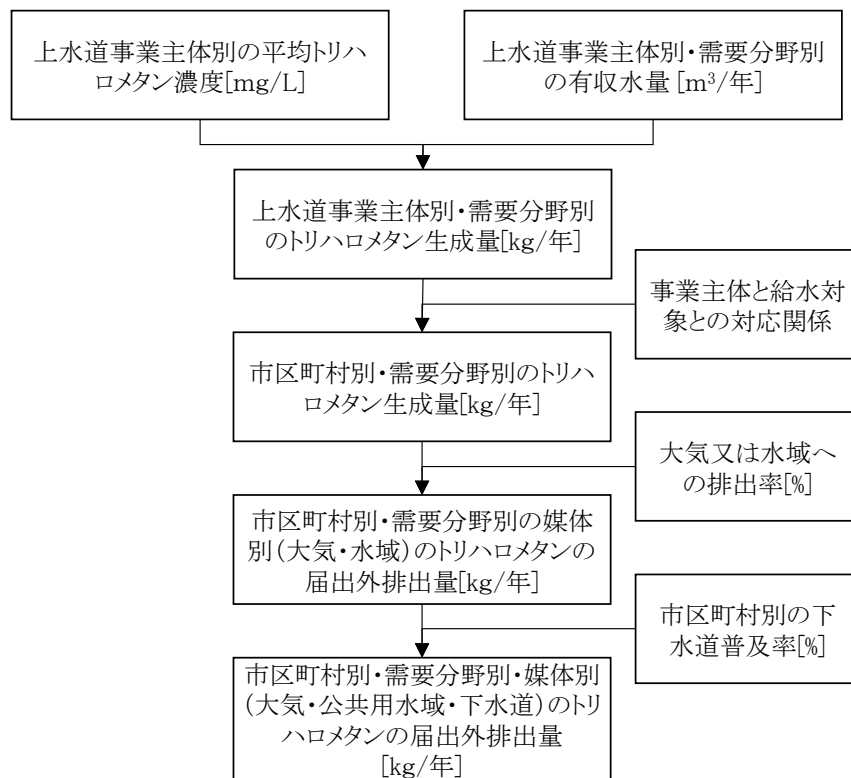 上水道事業主体別の平均トリハ
ロメタン濃度[mg/L]
上水道事業主体別・需要分野別
の有収水量 [m³/年]
上水道事業主体別・需要分野別
のトリハロメタン生成量[kg/年]
事業主体と給水対
象との対応関係
市区町村別・需要分野別のトリハ
ロメタン生成量[kg/年]
大気又は水域へ
の排出率[%]
市区町村別・需要分野別の媒体
別(大気・水域)のトリハロメタンの
届出外排出量[kg/年]
市区町村別の下
水道普及率[%]
市区町村別・需要分野別・媒体別
(大気・公共用水域・下水道)のトリ
ハロメタンの届出外排出量
[kg/年]